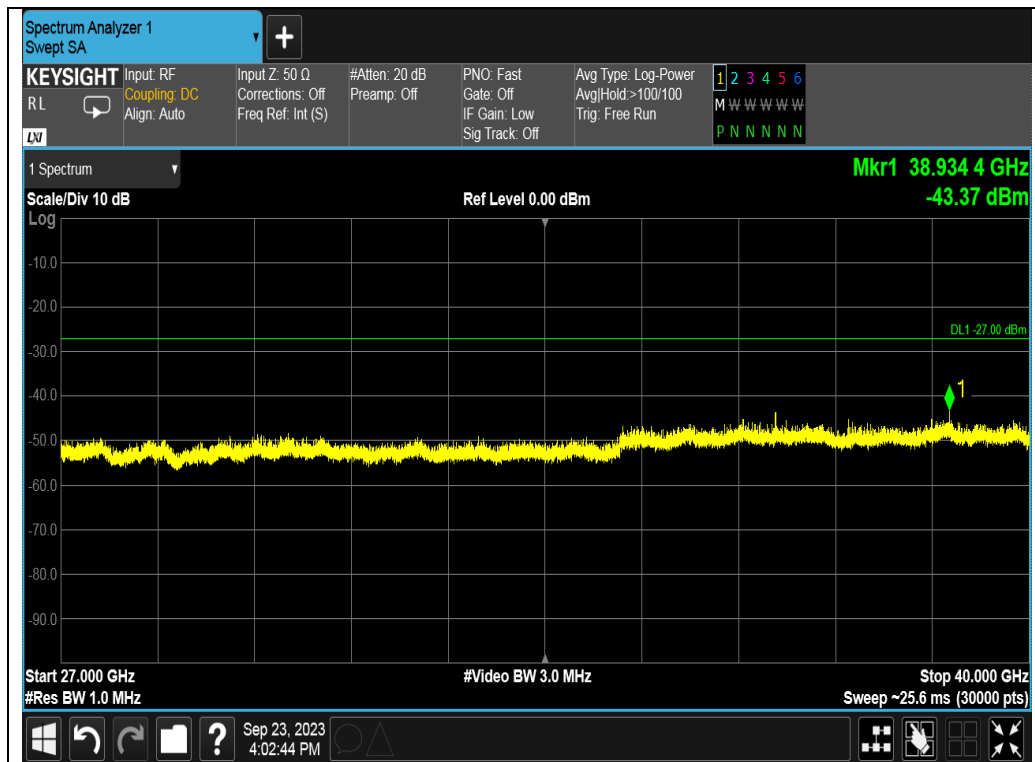 Spectrum Analyzer 1
Swept SA
+
KEYSIGHT
RL
LXI
Input: RF
Coupling: DC
Align: Auto
Input Z: 50 Ω
Corrections: Off
Freq Ref: Int (S)
#Atten: 20 dB
Preamp: Off
PNO: Fast
Gate: Off
IF Gain: Low
Sig Track: Off
Avg Type: Log-Power
Avg|Hold:>100/100
Trig: Free Run
1 2 3 4 5 6
M W W W W W
P N N N N N
1 Spectrum
Mkr1 38.934 4 GHz
-43.37 dBm
Scale/Div 10 dB
Ref Level 0.00 dBm
Log
-10.0
-20.0
DL1 -27.00 dBm
-30.0
-40.0
1
-50.0
-60.0
-70.0
-80.0
-90.0
Start 27.000 GHz
#Video BW 3.0 MHz
Stop 40.000 GHz
#Res BW 1.0 MHz
Sweep ~25.6 ms (30000 pts)
?
Sep 23, 2023
4:02:44 PM